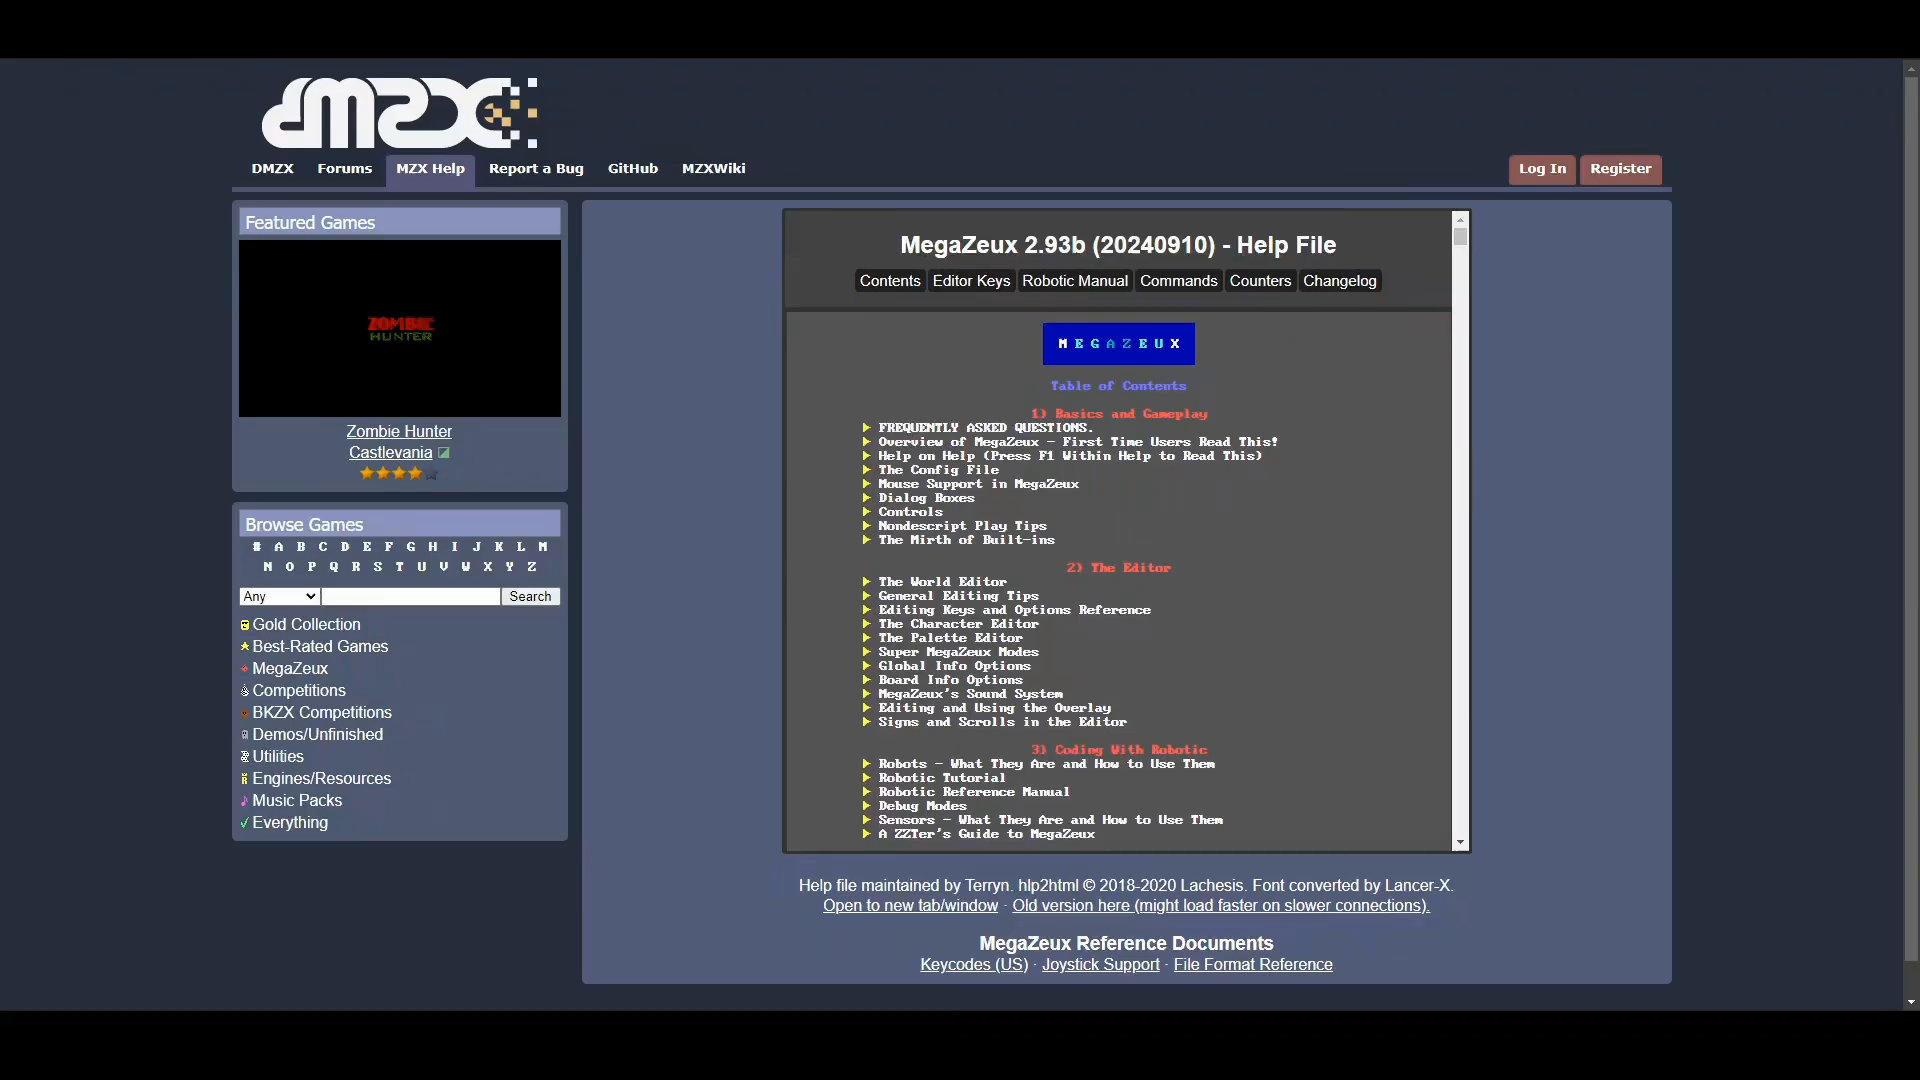 dmzx
DMZX Forums MZX Help Report a Bug GitHub MZXWiki
Log In Register
Featured Games
ZOMBIE
HUNTER
Zombie Hunter
Castlevania
Browse Games
# A B C D E F G H I J K L M
N O P Q R S T U V W X Y Z
Any Search
Gold Collection
Best-Rated Games
MegaZeux
Competitions
BKZX Competitions
Demos/Unfinished
Utilities
Engines/Resources
Music Packs
Everything
MegaZeux 2.93b (20240910) - Help File
Contents Editor Keys Robotic Manual Commands Counters Changelog
MEGAZEUX
Table of Contents
1) Basics and Gameplay
FREQUENTLY ASKED QUESTIONS.
Overview of MegaZeux - First Time Users Read This!
Help on Help (Press F1 Within Help to Read This)
The Config File
Mouse Support in MegaZeux
Dialog Boxes
Controls
Nondescript Play Tips
The Mirth of Built-ins
2) The Editor
The World Editor
General Editing Tips
Editing Keys and Options Reference
The Character Editor
The Palette Editor
Super MegaZeux Modes
Global Info Options
Board Info Options
MegaZeux's Sound System
Editing and Using the Overlay
Signs and Scrolls in the Editor
3) Coding With Robotic
Robots - What They Are and How to Use Them
Robotic Tutorial
Robotic Reference Manual
Debug Modes
Sensors - What They Are and How to Use Them
A ZZTer's Guide to MegaZeux
Help file maintained by Terryn. hlp2html © 2018-2020 Lachesis. Font converted by Lancer-X.
Open to new tab/window · Old version here (might load faster on slower connections).
MegaZeux Reference Documents
Keycodes (US) · Joystick Support · File Format Reference